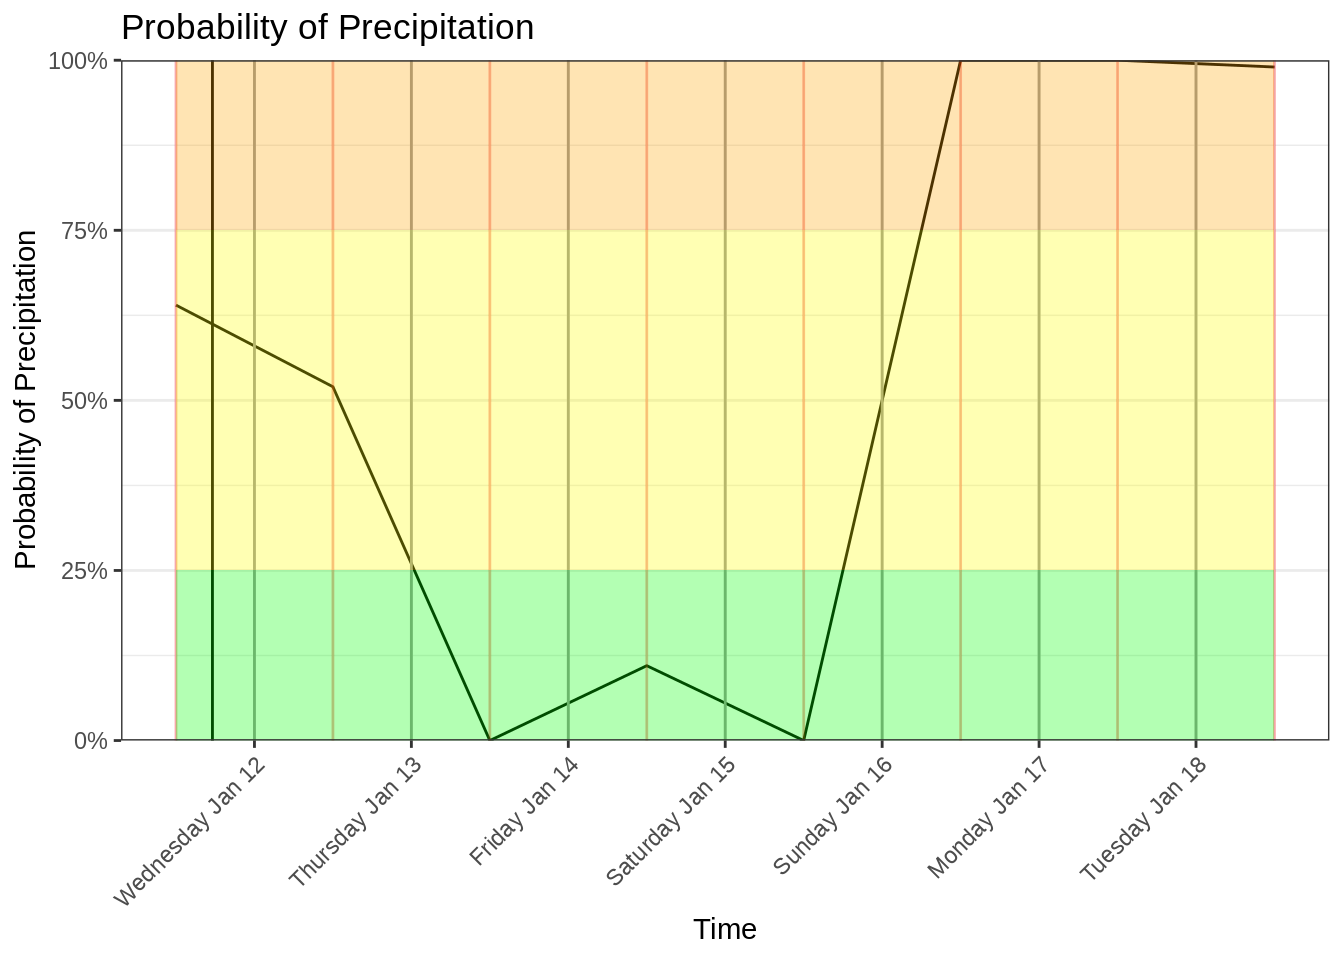 Probability of Precipitation
Probability of Precipitation
100%
75%
50%
25%
0%
Wednesday Jan 12
Thursday Jan 13
Friday Jan 14
Saturday Jan 15
Sunday Jan 16
Monday Jan 17
Tuesday Jan 18
Time